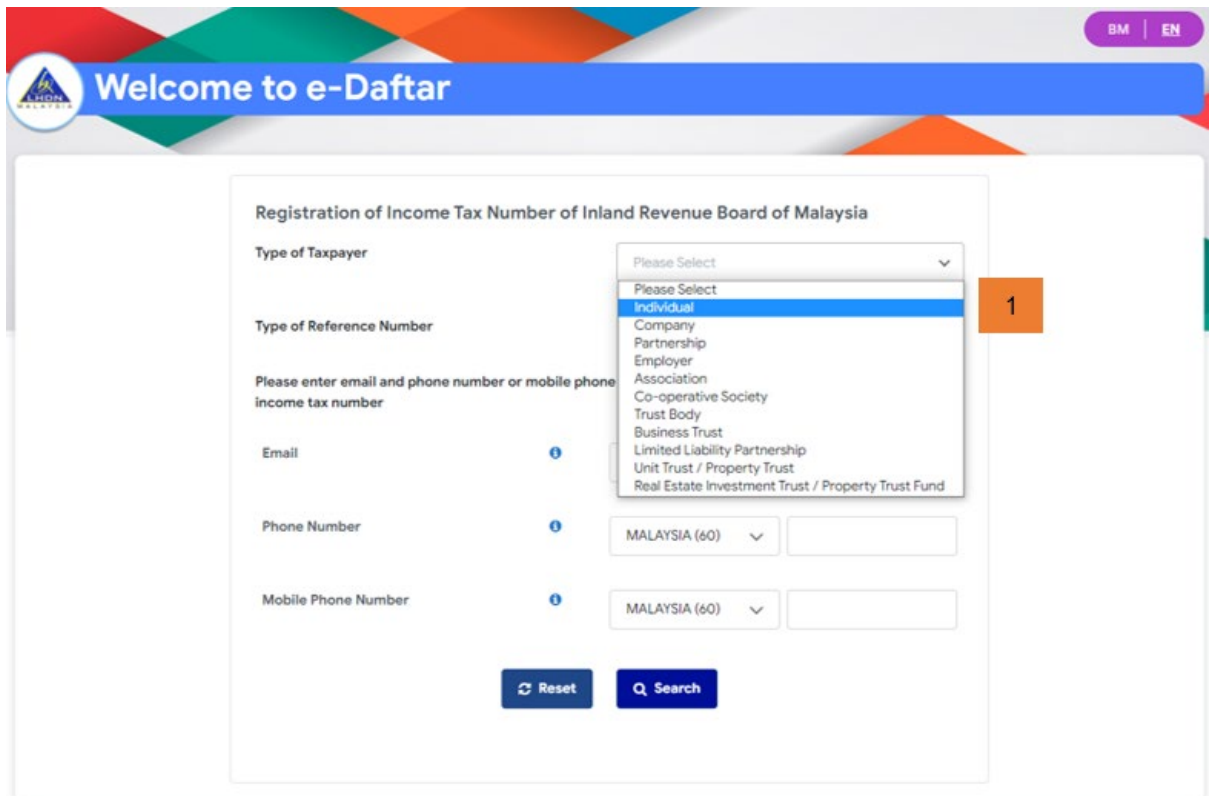 BM | EN
LHDN
MALAYSIA
Welcome to e-Daftar
Registration of Income Tax Number of Inland Revenue Board of Malaysia
Type of Taxpayer
Please Select
Please Select
Individual
1
Company
Type of Reference Number
Partnership
Employer
Please enter email and phone number or mobile phone
Association
income tax number
Co-operative Society
Trust Body
Business Trust
Email
Limited Liability Partnership
Unit Trust / Property Trust
Real Estate Investment Trust / Property Trust Fund
Phone Number
MALAYSIA (60)
Mobile Phone Number
MALAYSIA (60)
Reset
Search